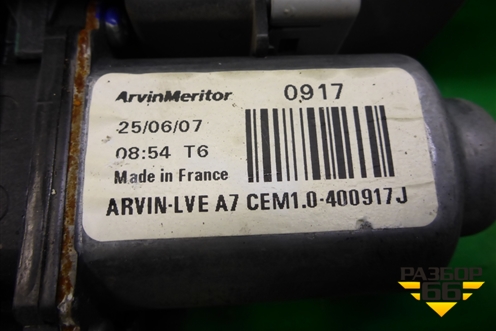 ArvinMeritor 0917
25/06/07
08:54 T6
Made in France
ARVIN-LVE A7 CEM1.0-400917J
РАЗБОР
66